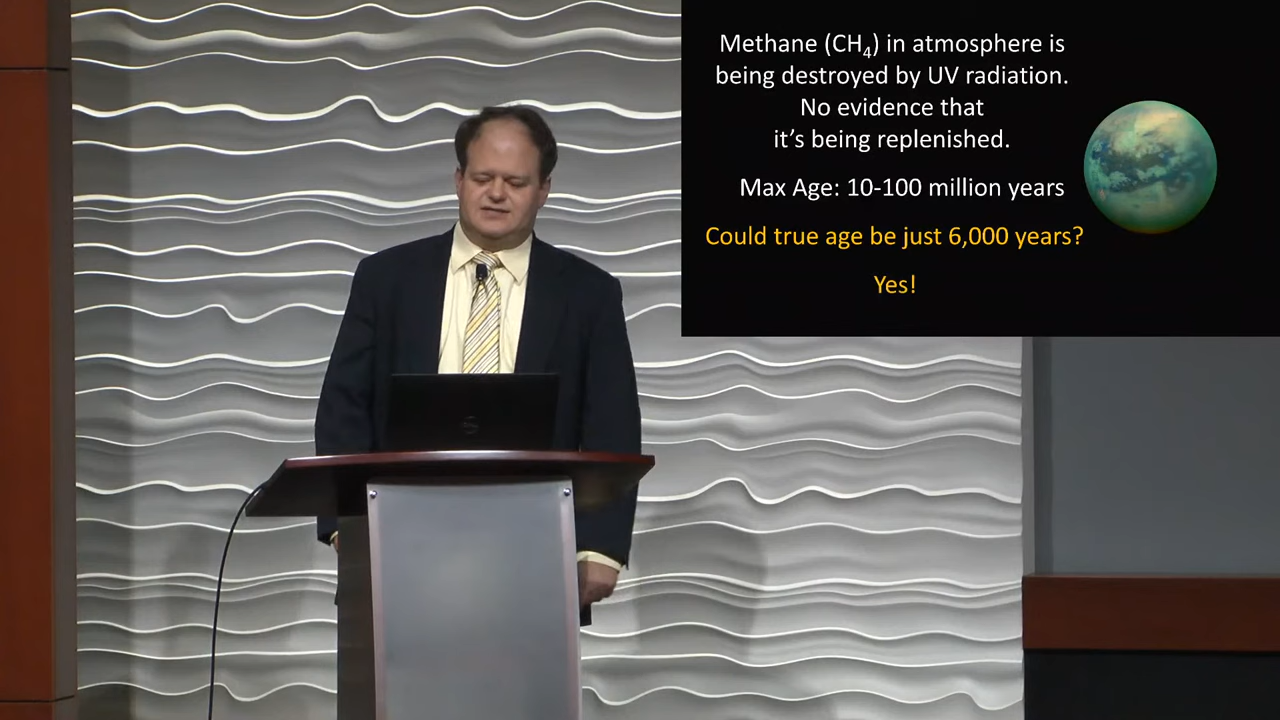 Methane (CH₄) in atmosphere is
being destroyed by UV radiation.
No evidence that
it's being replenished.
Max Age: 10-100 million years
Could true age be just 6,000 years?
Yes!